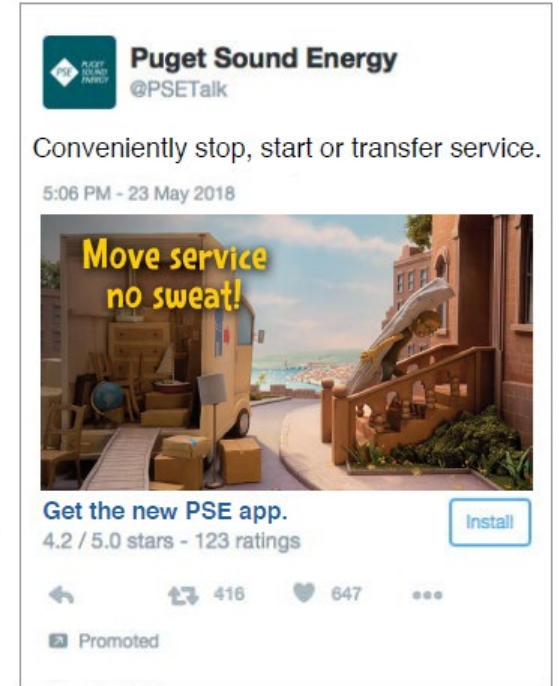 PSE
PUGET
SOUND
ENERGY
Puget Sound Energy
@PSETalk
Conveniently stop, start or transfer service.
5:06 PM - 23 May 2018
Move service
no sweat!
Get the new PSE app.
4.2 / 5.0 stars - 123 ratings
Install
416
647
Promoted